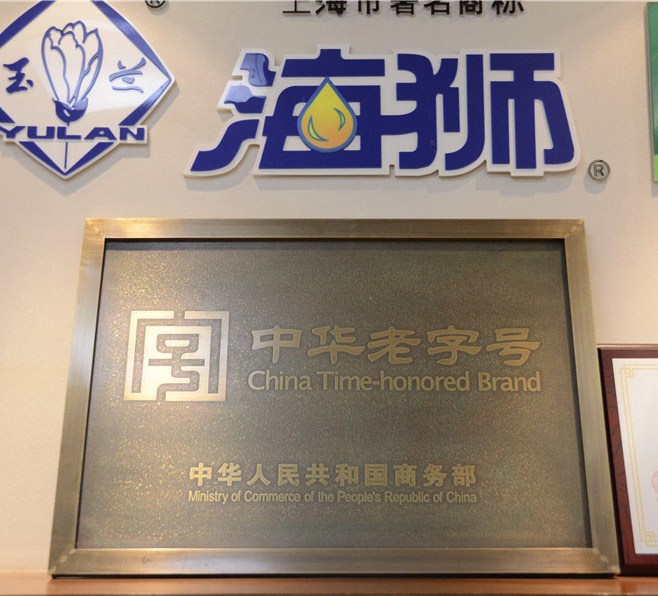 上海市著名商标
玉兰
YULAN
®
海狮
®
中华老字号
China Time-honored Brand
中华人民共和国商务部
Ministry of Commerce of the People's Republic of China